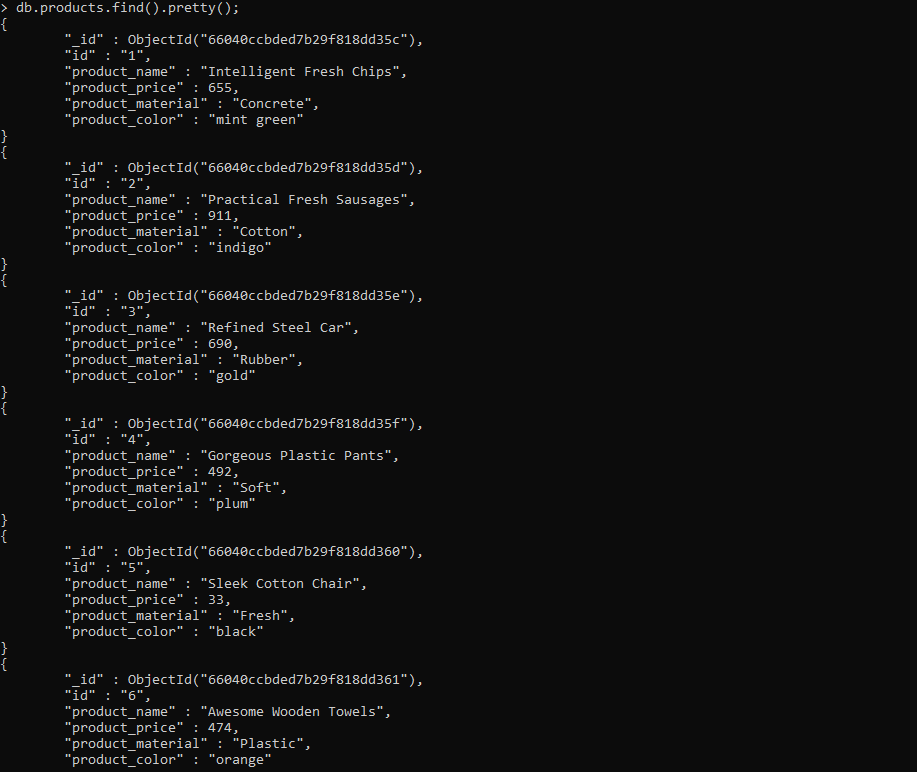 > db.products.find().pretty();
{
"_id" : ObjectId("66040ccbded7b29f818dd35c"),
"id" : "1",
"product_name" : "Intelligent Fresh Chips",
"product_price" : 655,
"product_material" : "Concrete",
"product_color" : "mint green"
}
{
"_id" : ObjectId("66040ccbded7b29f818dd35d"),
"id" : "2",
"product_name" : "Practical Fresh Sausages",
"product_price" : 911,
"product_material" : "Cotton",
"product_color" : "indigo"
}
{
"_id" : ObjectId("66040ccbded7b29f818dd35e"),
"id" : "3",
"product_name" : "Refined Steel Car",
"product_price" : 690,
"product_material" : "Rubber",
"product_color" : "gold"
}
{
"_id" : ObjectId("66040ccbded7b29f818dd35f"),
"id" : "4",
"product_name" : "Gorgeous Plastic Pants",
"product_price" : 492,
"product_material" : "Soft",
"product_color" : "plum"
}
{
"_id" : ObjectId("66040ccbded7b29f818dd360"),
"id" : "5",
"product_name" : "Sleek Cotton Chair",
"product_price" : 33,
"product_material" : "Fresh",
"product_color" : "black"
}
{
"_id" : ObjectId("66040ccbded7b29f818dd361"),
"id" : "6",
"product_name" : "Awesome Wooden Towels",
"product_price" : 474,
"product_material" : "Plastic",
"product_color" : "orange"